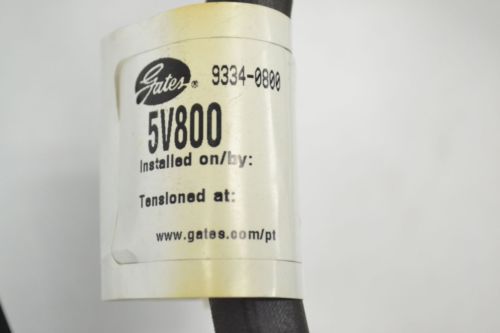 Gates® 9334-0800
5V800
Installed on/by:
Tensioned at:
www.gates.com/pt